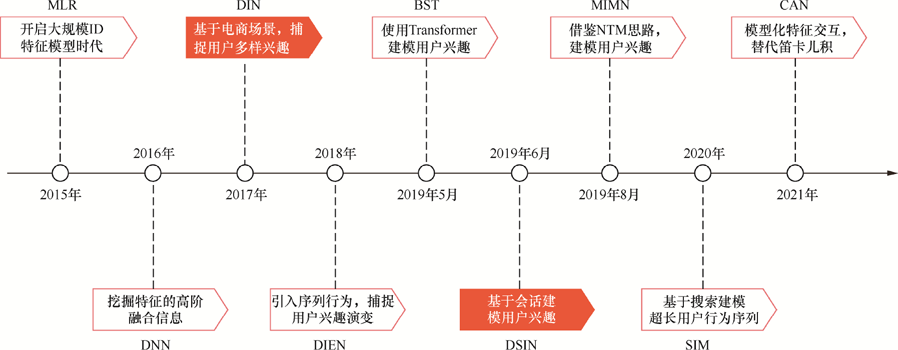 MLR
DIN
BST
MIMN
CAN
开启大规模ID
特征模型时代
基于电商场景，捕
捉用户多样兴趣
使用Transformer
建模用户兴趣
借鉴NTM思路，
建模用户兴趣
模型化特征交互，
替代笛卡儿积
2016年
2018年
2019年6月
2020年
2015年
2017年
2019年5月
2019年8月
2021年
挖掘特征的高阶
融合信息
引入序列行为，捕捉
用户兴趣演变
基于会话建
模用户兴趣
基于搜索建模
超长用户行为序列
DNN
DIEN
DSIN
SIM